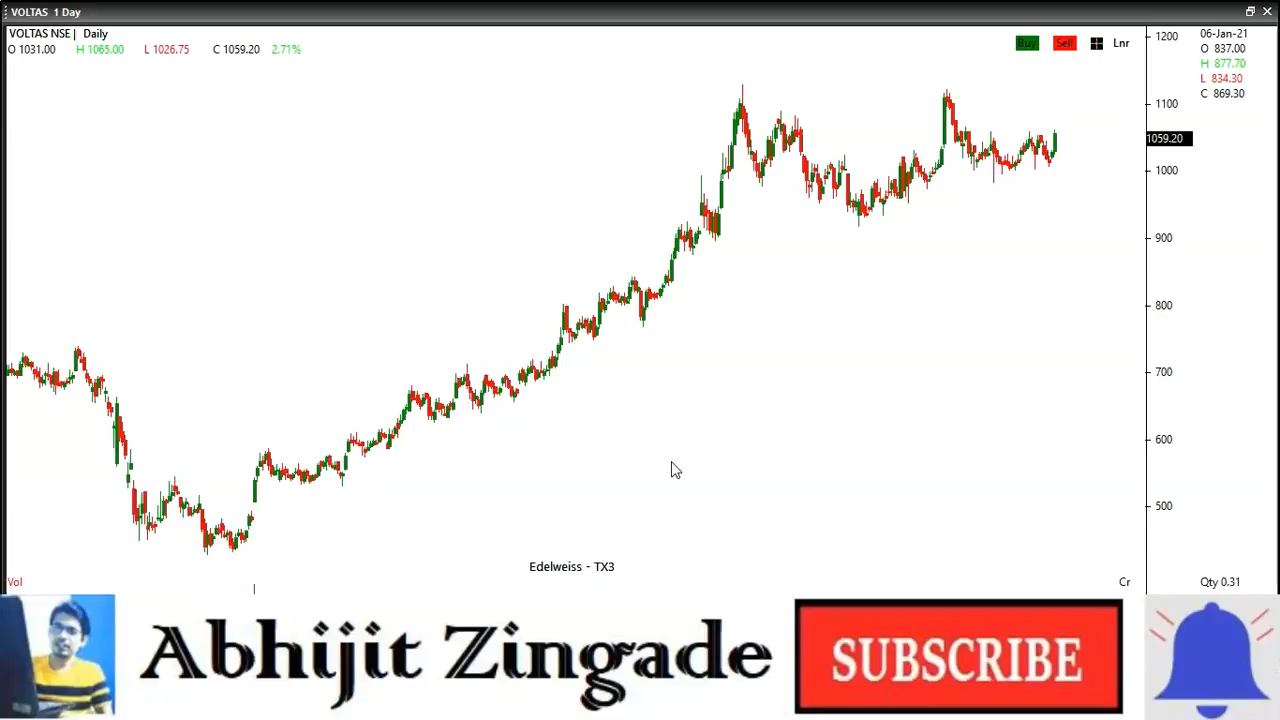 VOLTAS 1 Day
VOLTAS NSE| Daily
O 1031.00 H 1065.00 L 1026.75 C 1059.20 2.71%
Buy Sell Lnr
1200
1100
1059.20
1000
900
800
700
600
500
06-Jan-21
O 837.00
H 877.70
L 834.30
C 869.30
Edelweiss - TX3
Vol Cr Qty 0.31
Abhijit Zingade
SUBSCRIBE